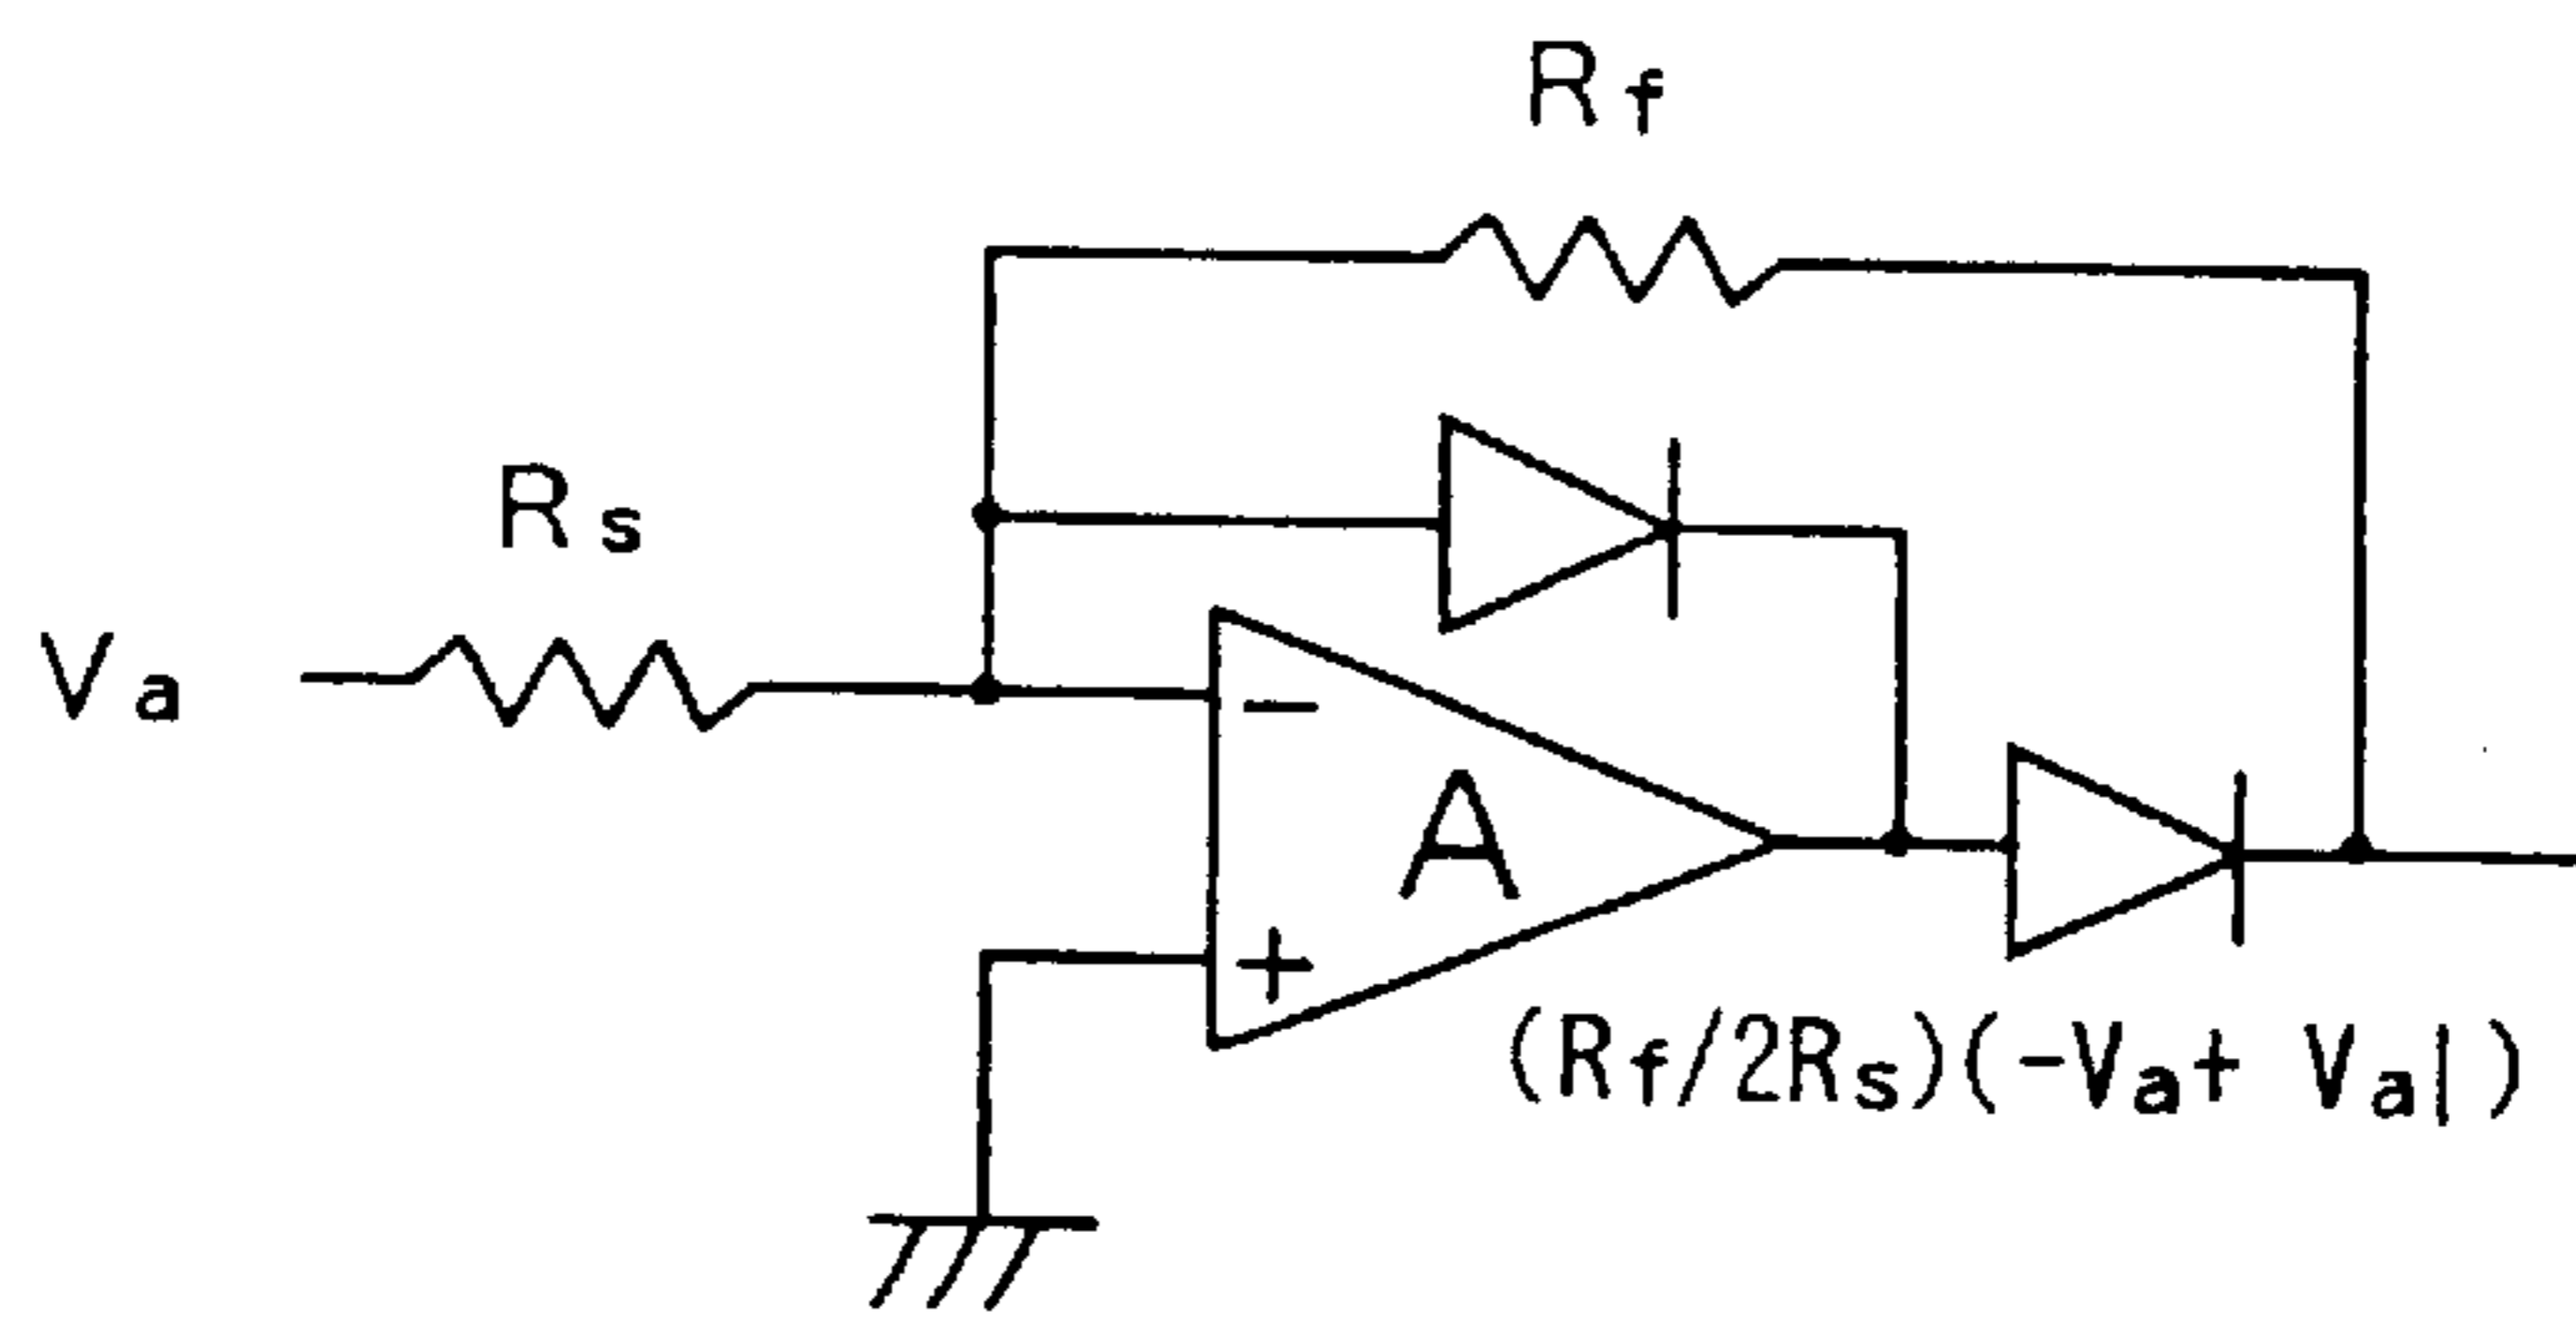 Rf
Rs
Va
−
A
+
(Rf/2Rs)(-Va+ Va|)